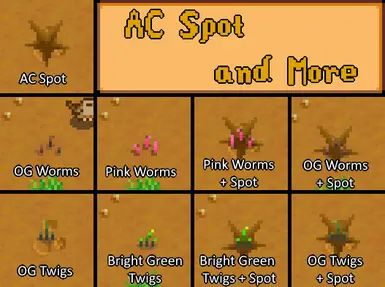 AC Spot
and More
AC Spot
OG Worms
Pink Worms
Pink Worms
+ Spot
OG Worms
+ Spot
OG Twigs
Bright Green
Twigs
Bright Green
Twigs + Spot
OG Twigs
+ Spot